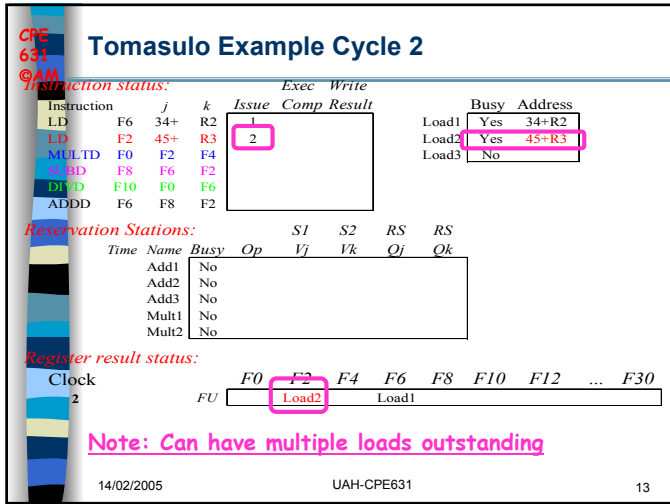 CPE
631
©AM
Tomasulo Example Cycle 2
Instruction status: Exec Write
Instruction j k Issue Comp Result Busy Address
LD F6 34+ R2 1 Load1 Yes 34+R2
LD F2 45+ R3 2 Load2 Yes 45+R3
MULTD F0 F2 F4 Load3 No
SUBD F8 F6 F2
DIVD F10 F0 F6
ADDD F6 F8 F2
Reservation Stations: S1 S2 RS RS
Time Name Busy Op Vj Vk Qj Qk
Add1 No
Add2 No
Add3 No
Mult1 No
Mult2 No
Register result status:
Clock F0 F2 F4 F6 F8 F10 F12 ... F30
2 FU Load2 Load1
Note: Can have multiple loads outstanding
14/02/2005 UAH-CPE631 13